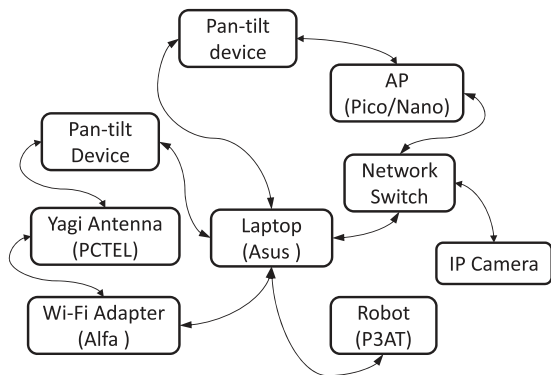 Pan-tilt
device
AP
(Pico/Nano)
Pan-tilt
Device
Network
Switch
Yagi Antenna
(PCTEL)
Laptop
(Asus )
IP Camera
Wi-Fi Adapter
(Alfa )
Robot
(P3AT)